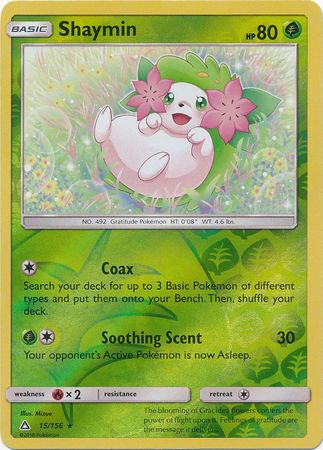 BASIC
Shaymin
HP 80
NO. 492 Gratitude Pokémon HT: 0'08" WT: 4.6 lbs.
Coax
Search your deck for up to 3 Basic Pokémon of different
types and put them onto your Bench. Then, shuffle your
deck.
Soothing Scent 30
Your opponent's Active Pokémon is now Asleep.
weakness ×2 resistance retreat
Illus. Mizue
15/156 ★
©2018 Pokémon
The blooming of Gracidea flowers confers the
power of flight upon it. Feelings of gratitude are
the message it delivers.